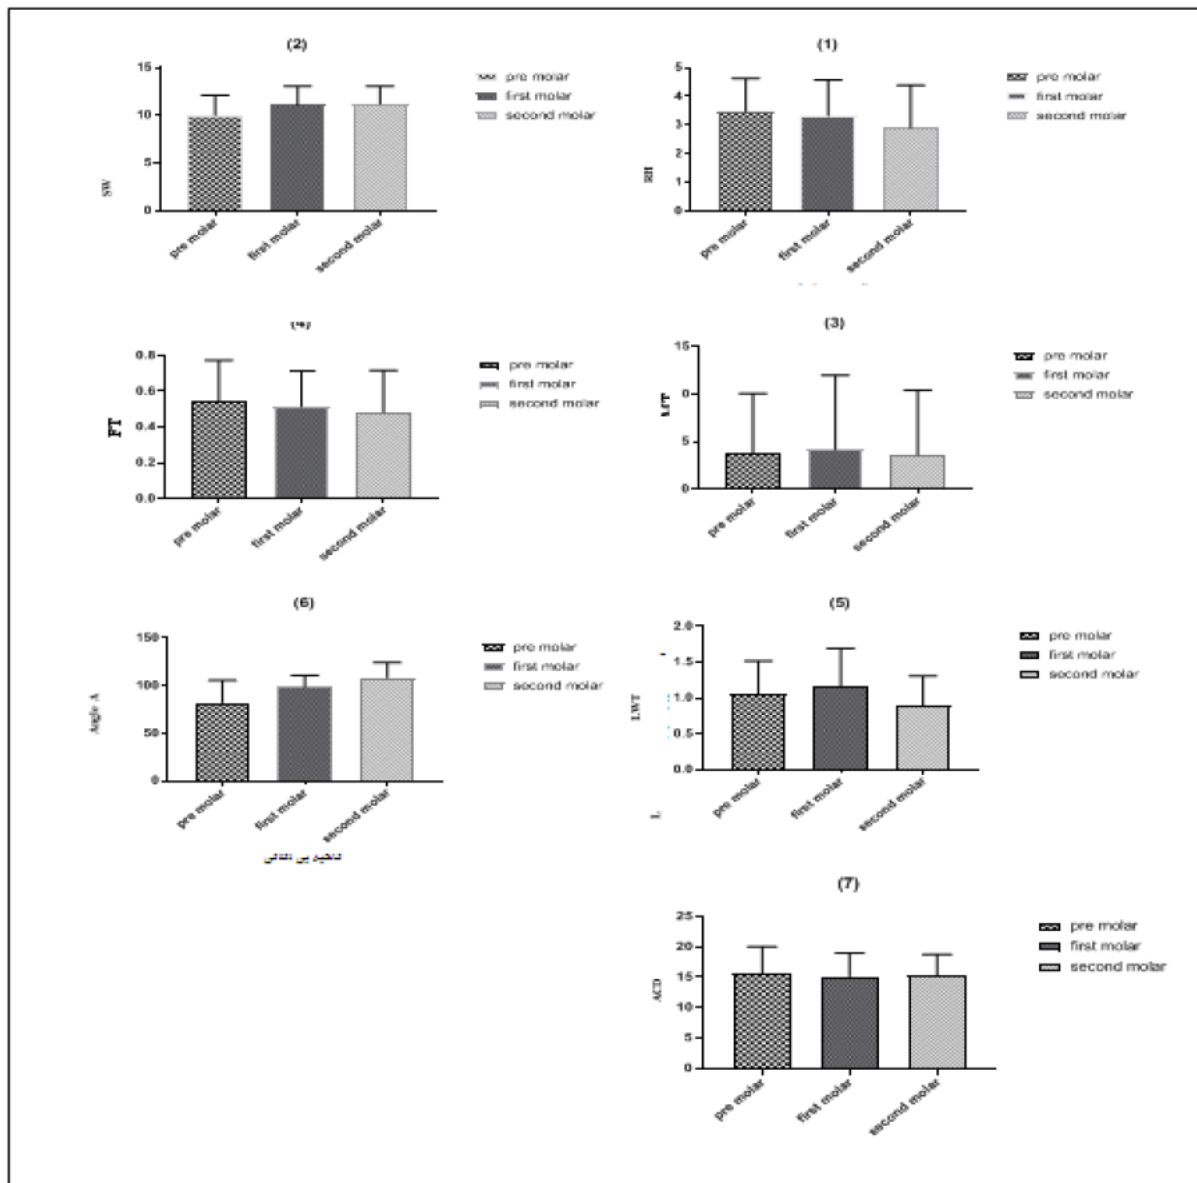 (2)
15
10
5
0
SW
pre molar
first molar
second molar
pre molar
first molar
second molar
(1)
5
4
3
2
1
0
RH
pre molar
first molar
second molar
pre molar
first molar
second molar
(4)
0.8
0.6
0.4
0.2
0.0
FT
pre molar
first molar
second molar
pre molar
first molar
second molar
(3)
15
0
5
0
pre molar
first molar
second molar
pre molar
first molar
second molar
(6)
150
100
50
0
Angle A
pre molar
first molar
second molar
pre molar
first molar
second molar
ناحیه بی دندانی
(5)
2.0
1.5
1.0
0.5
0.0
LWT
L
pre molar
first molar
second molar
pre molar
first molar
second molar
(7)
25
20
15
10
5
0
ACD
pre molar
first molar
second molar
pre molar
first molar
second molar